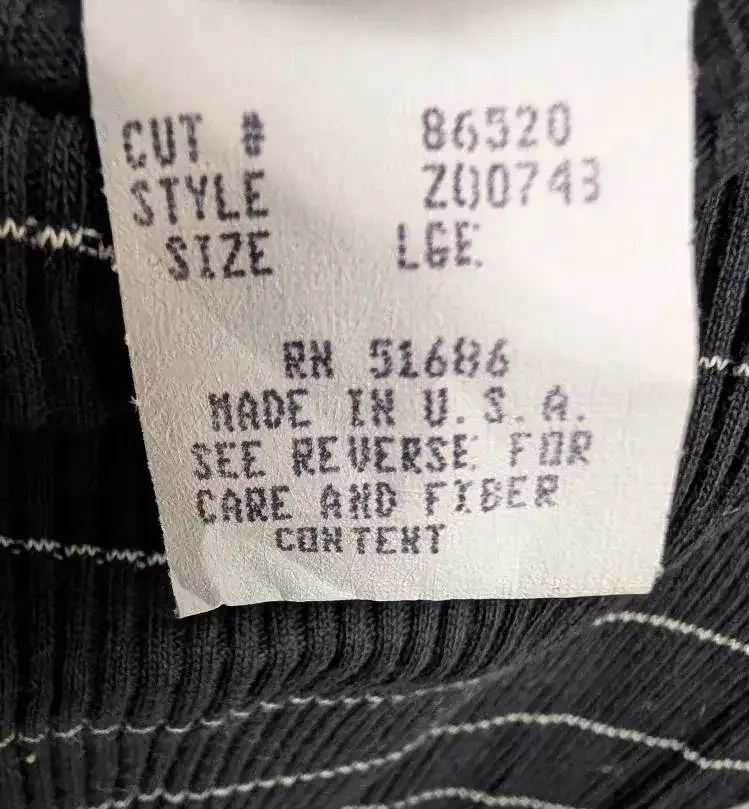 CUT # 86520
STYLE Z00743
SIZE LGE
RN 51686
MADE IN U.S.A.
SEE REVERSE FOR
CARE AND FIBER
CONTENT